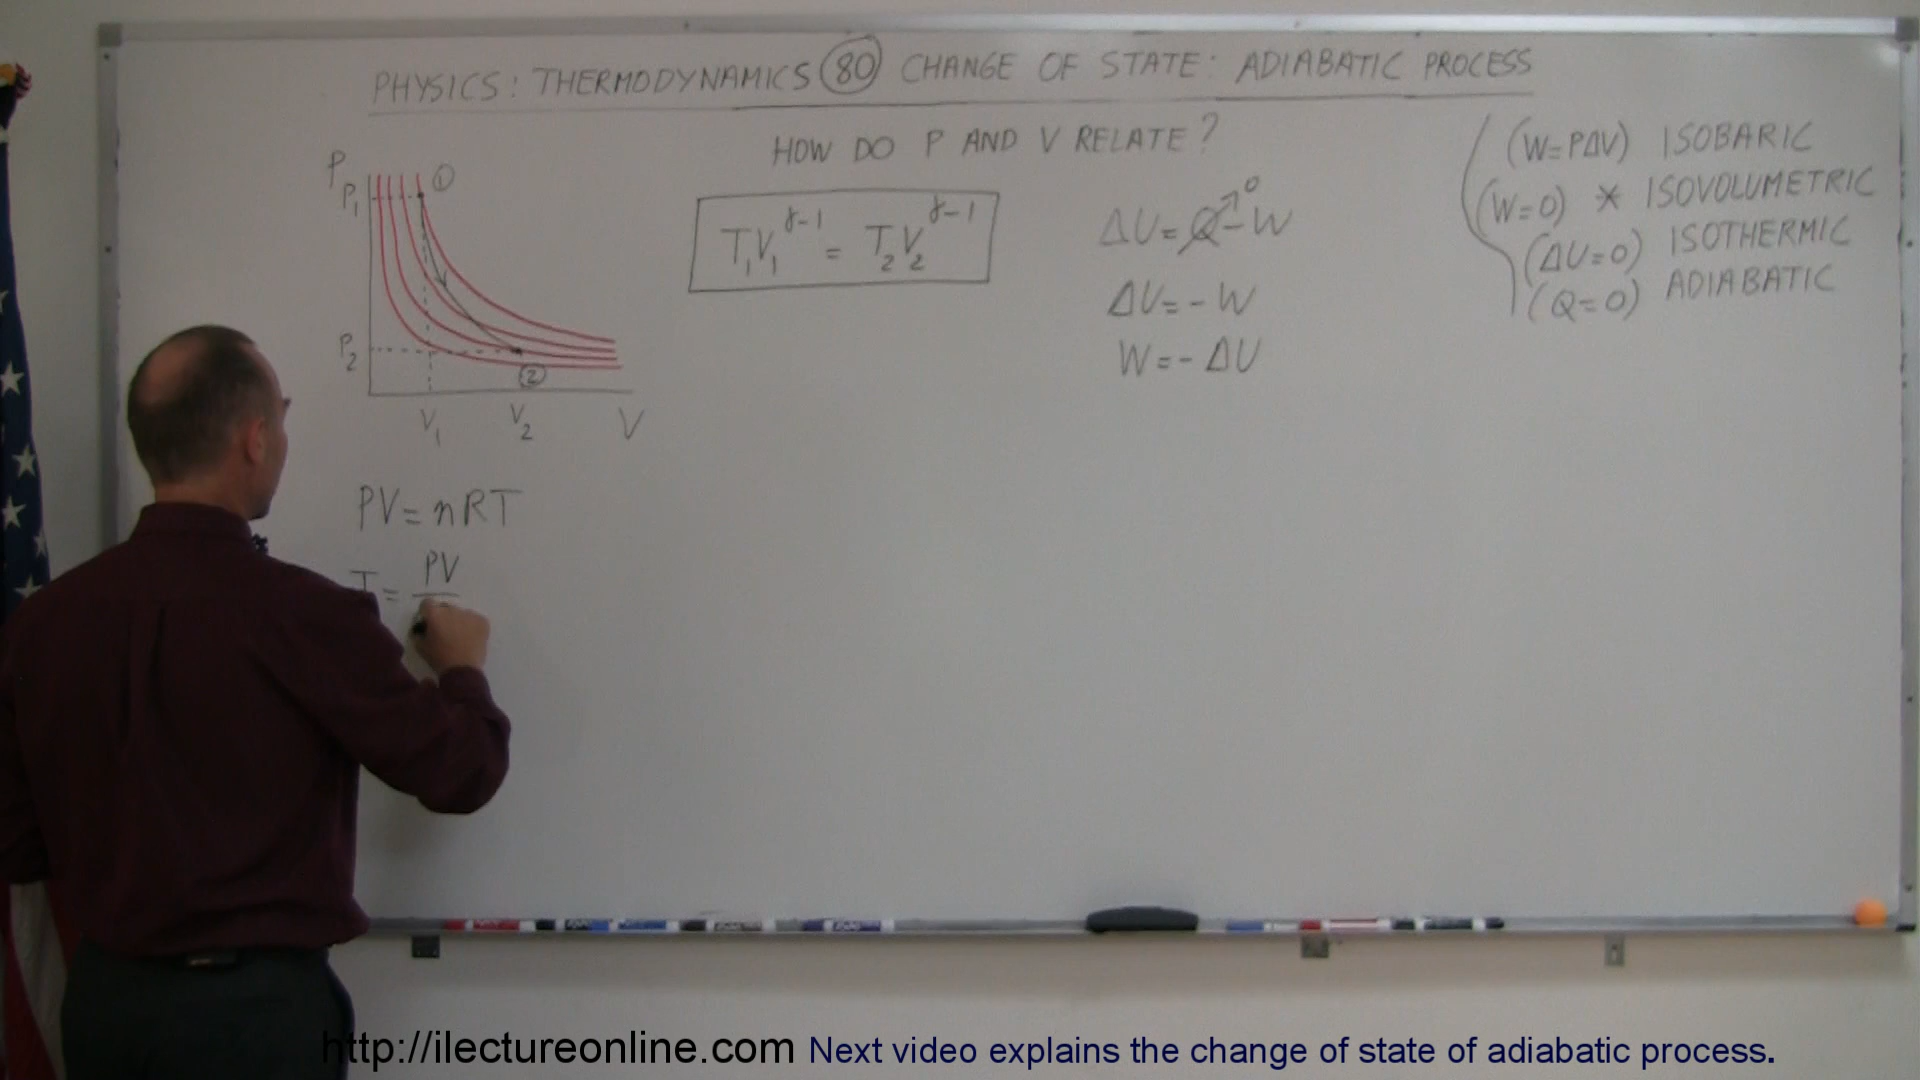 PHYSICS: THERMODYNAMICS 80 CHANGE OF STATE: ADIABATIC PROCESS
HOW DO P AND V RELATE?
P
P₁
①
P₂
②
V₁
V₂
V
T₁V₁^γ-1 = T₂V₂^γ-1
ΔU = Q - W
0
ΔU = - W
W = - ΔU
(W=PΔV) ISOBARIC
(W=0) * ISOVOLUMETRIC
(ΔU=0) ISOTHERMIC
(Q=0) ADIABATIC
PV = nRT
T = PV
http://ilectureonline.com Next video explains the change of state of adiabatic process.